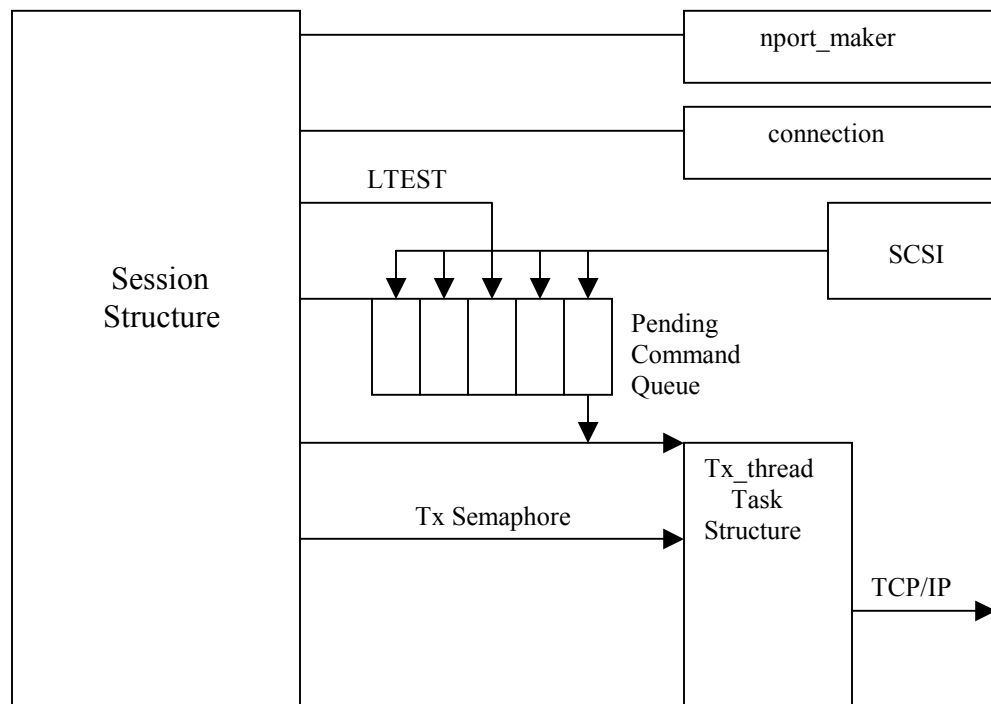 nport_maker
connection
LTEST
SCSI
Session
Structure
Pending
Command
Queue
Tx_thread
Task
Structure
Tx Semaphore
TCP/IP